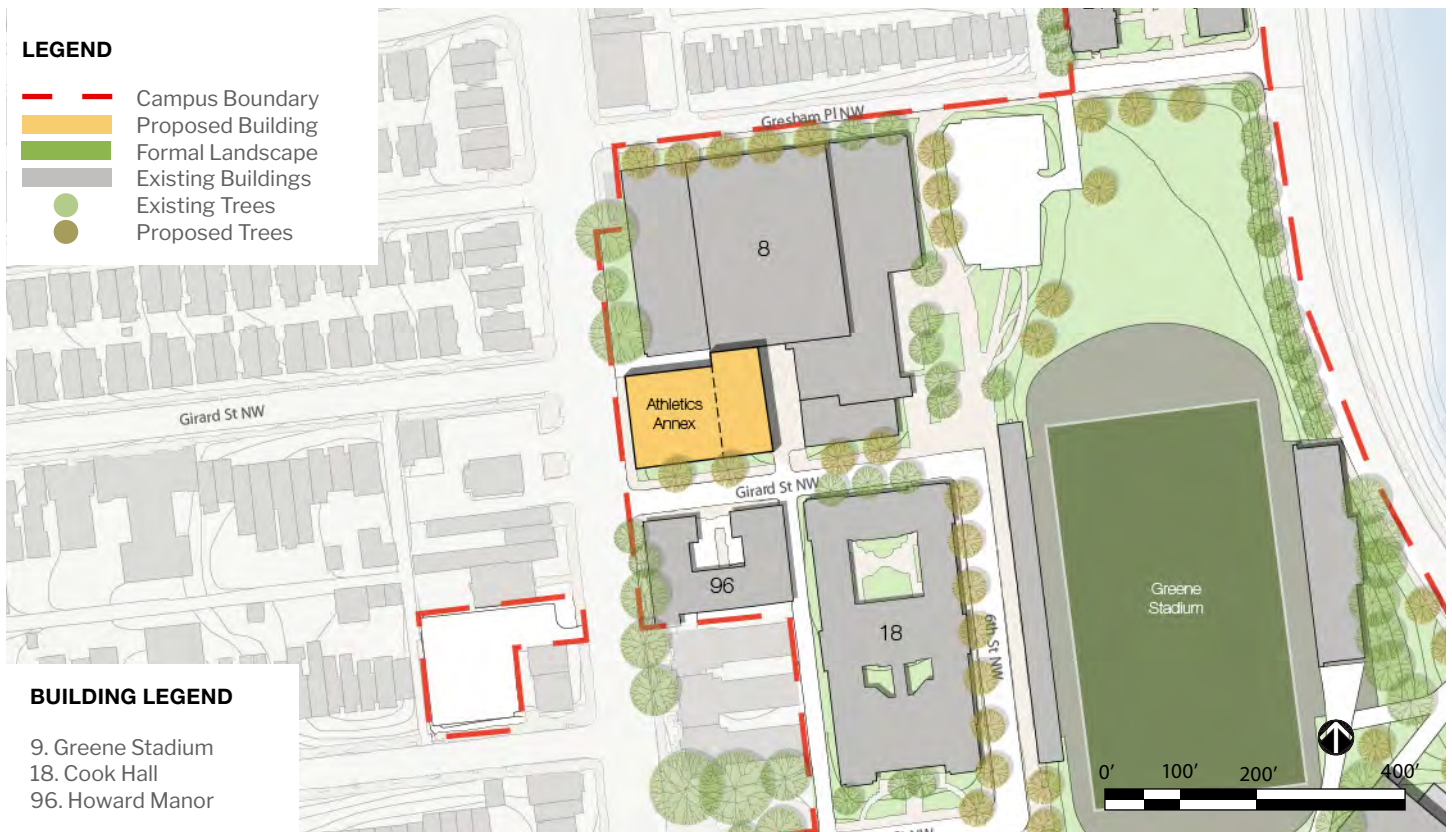 LEGEND
Campus Boundary
Proposed Building
Formal Landscape
Existing Buildings
Existing Trees
Proposed Trees
Gresham Pl NW
8
Athletics
Annex
Girard St NW
Girard St NW
96
18
6th St NW
Greene
Stadium
BUILDING LEGEND
9. Greene Stadium
18. Cook Hall
96. Howard Manor
0' 100' 200' 400'